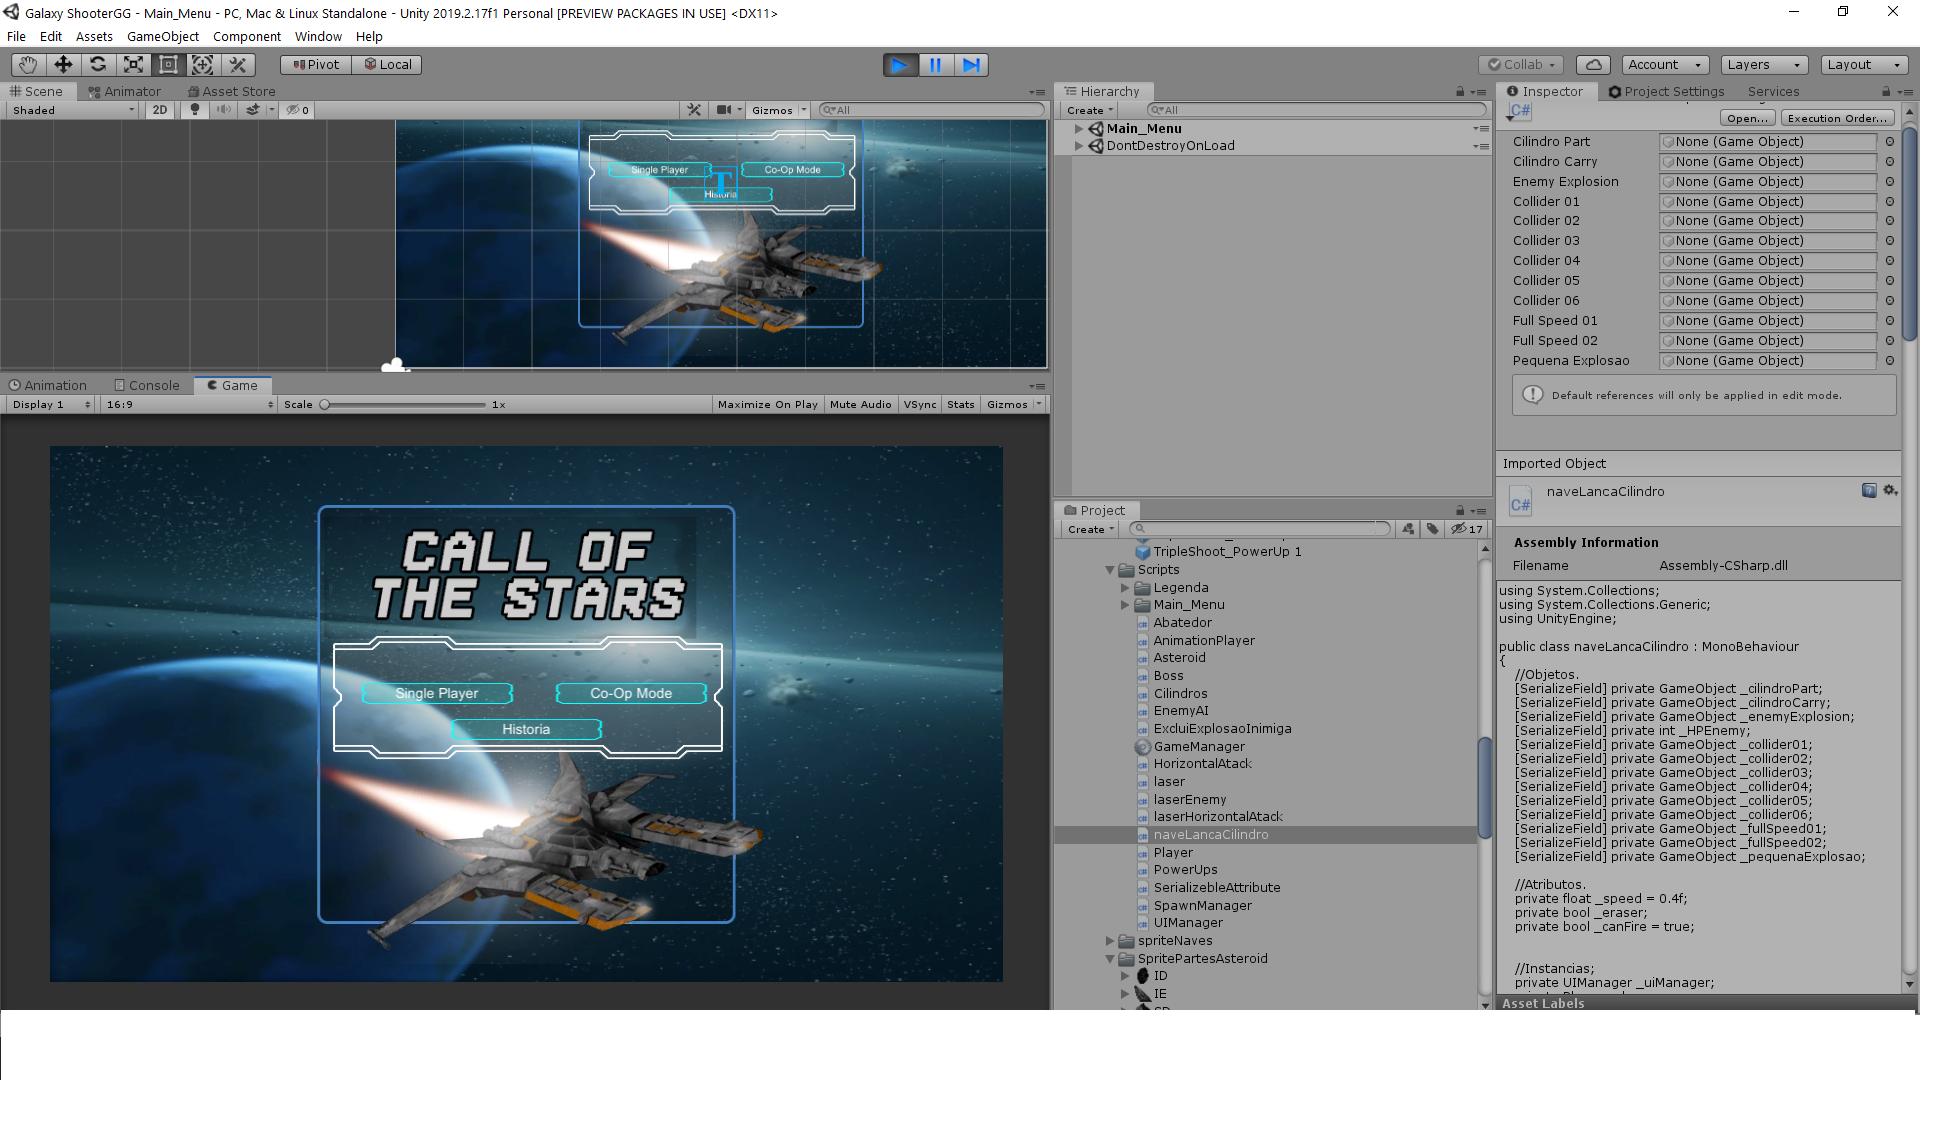 Galaxy ShooterGG - Main_Menu - PC, Mac & Linux Standalone - Unity 2019.2.17f1 Personal [PREVIEW PACKAGES IN USE] <DX11>
File Edit Assets GameObject Component Window Help
Pivot Local Collab Account Layers Layout
Scene Animator Asset Store
Shaded 2D 0 Gizmos All
Single Player Co-Op Mode
Historia
Animation Console Game
Display 1 16:9 Scale 1x Maximize On Play Mute Audio VSync Stats Gizmos
CALL OF
THE STARS
Single Player Co-Op Mode
Historia
Hierarchy
Create All
Main_Menu
DontDestroyOnLoad
Project
Create 17
TripleShoot_PowerUp 1
Scripts
Legenda
Main_Menu
Abatedor
AnimationPlayer
Asteroid
Boss
Cilindros
EnemyAI
ExcluiExplosaoInimiga
GameManager
HorizontalAtack
laser
laserEnemy
laserHorizontalAtack
naveLancaCilindro
Player
PowerUps
SerializebleAttribute
SpawnManager
UIManager
spriteNaves
SpritePartesAsteroid
ID
IE
Inspector Project Settings Services
C#
Open... Execution Order...
Cilindro Part None (Game Object)
Cilindro Carry None (Game Object)
Enemy Explosion None (Game Object)
Collider 01 None (Game Object)
Collider 02 None (Game Object)
Collider 03 None (Game Object)
Collider 04 None (Game Object)
Collider 05 None (Game Object)
Collider 06 None (Game Object)
Full Speed 01 None (Game Object)
Full Speed 02 None (Game Object)
Pequena Explosao None (Game Object)
Default references will only be applied in edit mode.
Imported Object
C# naveLancaCilindro
Assembly Information
Filename Assembly-CSharp.dll
using System.Collections;
using System.Collections.Generic;
using UnityEngine;
public class naveLancaCilindro : MonoBehaviour
{
//Objetos.
[SerializeField] private GameObject _cilindroPart;
[SerializeField] private GameObject _cilindroCarry;
[SerializeField] private GameObject _enemyExplosion;
[SerializeField] private int _HPEnemy;
[SerializeField] private GameObject _collider01;
[SerializeField] private GameObject _collider02;
[SerializeField] private GameObject _collider03;
[SerializeField] private GameObject _collider04;
[SerializeField] private GameObject _collider05;
[SerializeField] private GameObject _collider06;
[SerializeField] private GameObject _fullSpeed01;
[SerializeField] private GameObject _fullSpeed02;
[SerializeField] private GameObject _pequenaExplosao;
//Atributos.
private float _speed = 0.4f;
private bool _eraser;
private bool _canFire = true;
//Instancias;
private UIManager _uiManager;
Asset Labels